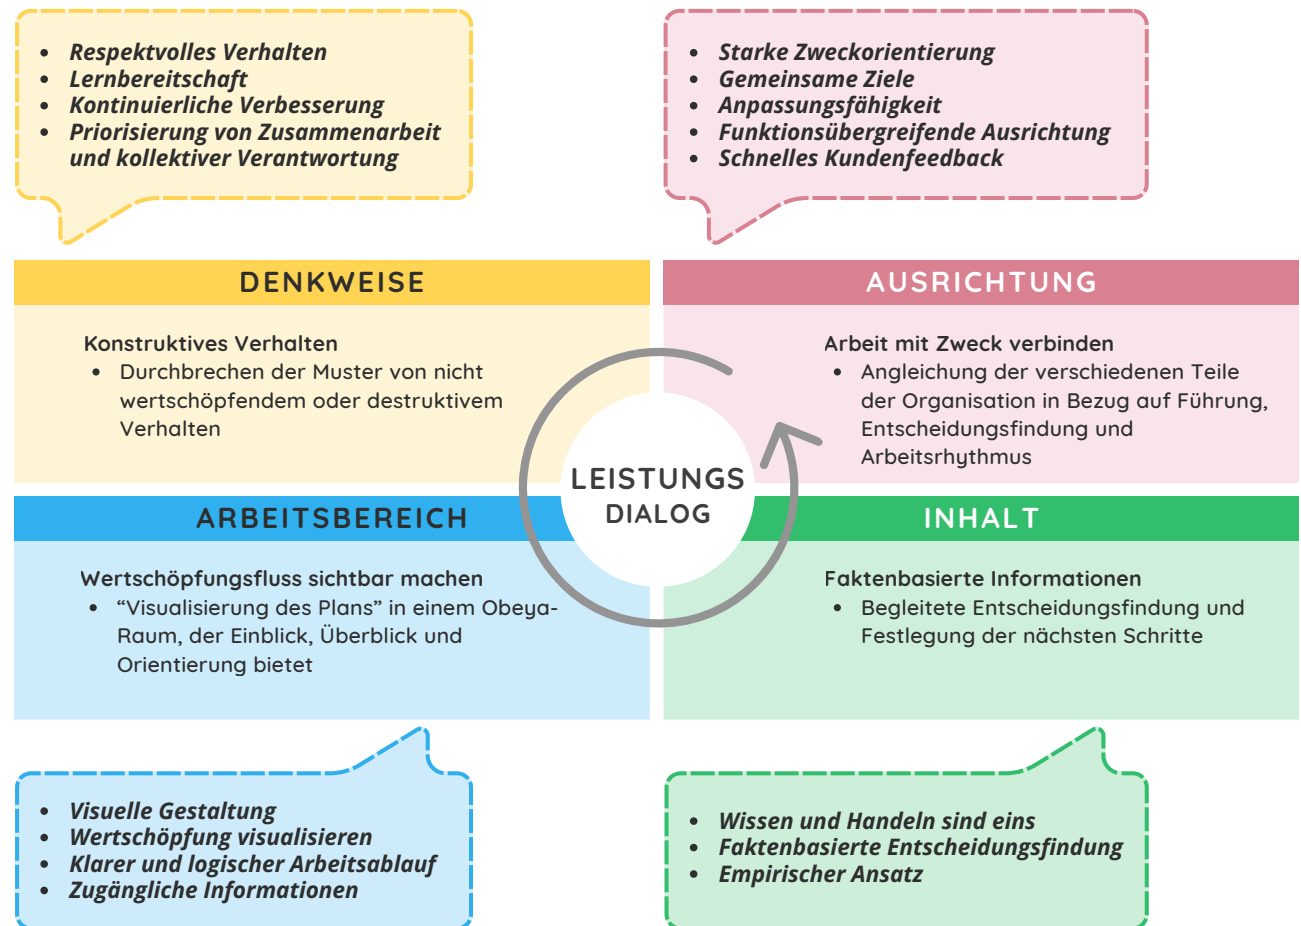 • Respektvolles Verhalten
• Lernbereitschaft
• Kontinuierliche Verbesserung
• Priorisierung von Zusammenarbeit
und kollektiver Verantwortung
• Starke Zweckorientierung
• Gemeinsame Ziele
• Anpassungsfähigkeit
• Funktionsübergreifende Ausrichtung
• Schnelles Kundenfeedback
DENKWEISE
Konstruktives Verhalten
• Durchbrechen der Muster von nicht
wertschöpfendem oder destruktivem
Verhalten
AUSRICHTUNG
Arbeit mit Zweck verbinden
• Angleichung der verschiedenen Teile
der Organisation in Bezug auf Führung,
Entscheidungsfindung und
Arbeitsrhythmus
LEISTUNGS
DIALOG
ARBEITSBEREICH
Wertschöpfungsfluss sichtbar machen
• “Visualisierung des Plans” in einem Obeya-
Raum, der Einblick, Überblick und
Orientierung bietet
INHALT
Faktenbasierte Informationen
• Begleitete Entscheidungsfindung und
Festlegung der nächsten Schritte
• Visuelle Gestaltung
• Wertschöpfung visualisieren
• Klarer und logischer Arbeitsablauf
• Zugängliche Informationen
• Wissen und Handeln sind eins
• Faktenbasierte Entscheidungsfindung
• Empirischer Ansatz